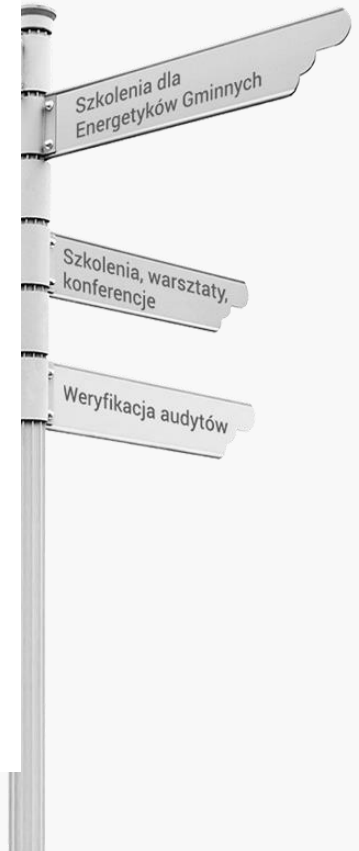 Szkolenia dla
Energetyków Gminnych
Szkolenia, warsztaty,
konferencje
Weryfikacja audytów